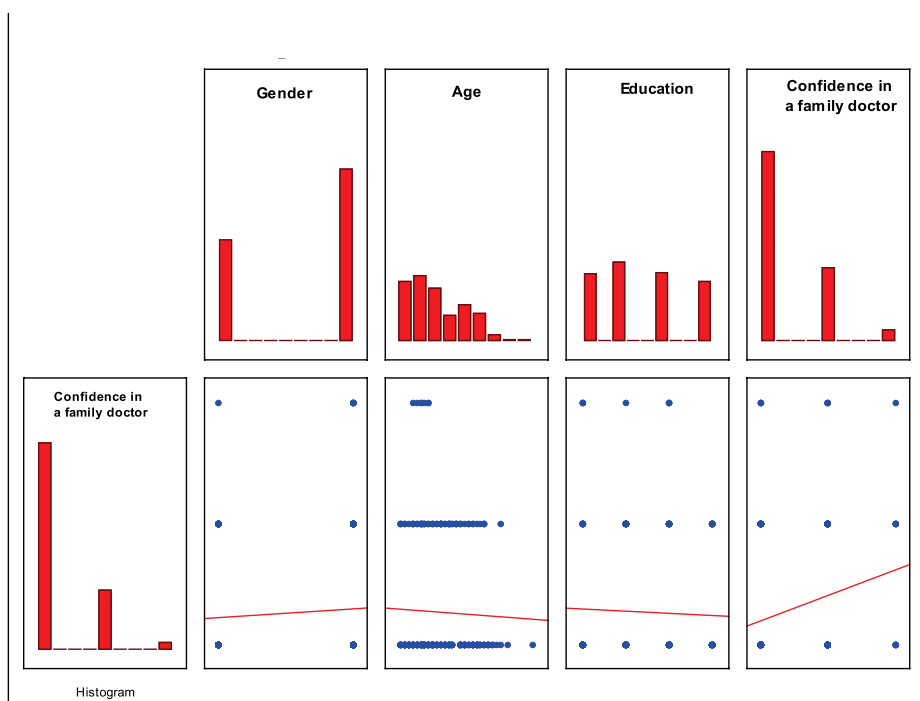 Gender
Age
Education
Confidence in
a family doctor
Confidence in
a family doctor
Histogram